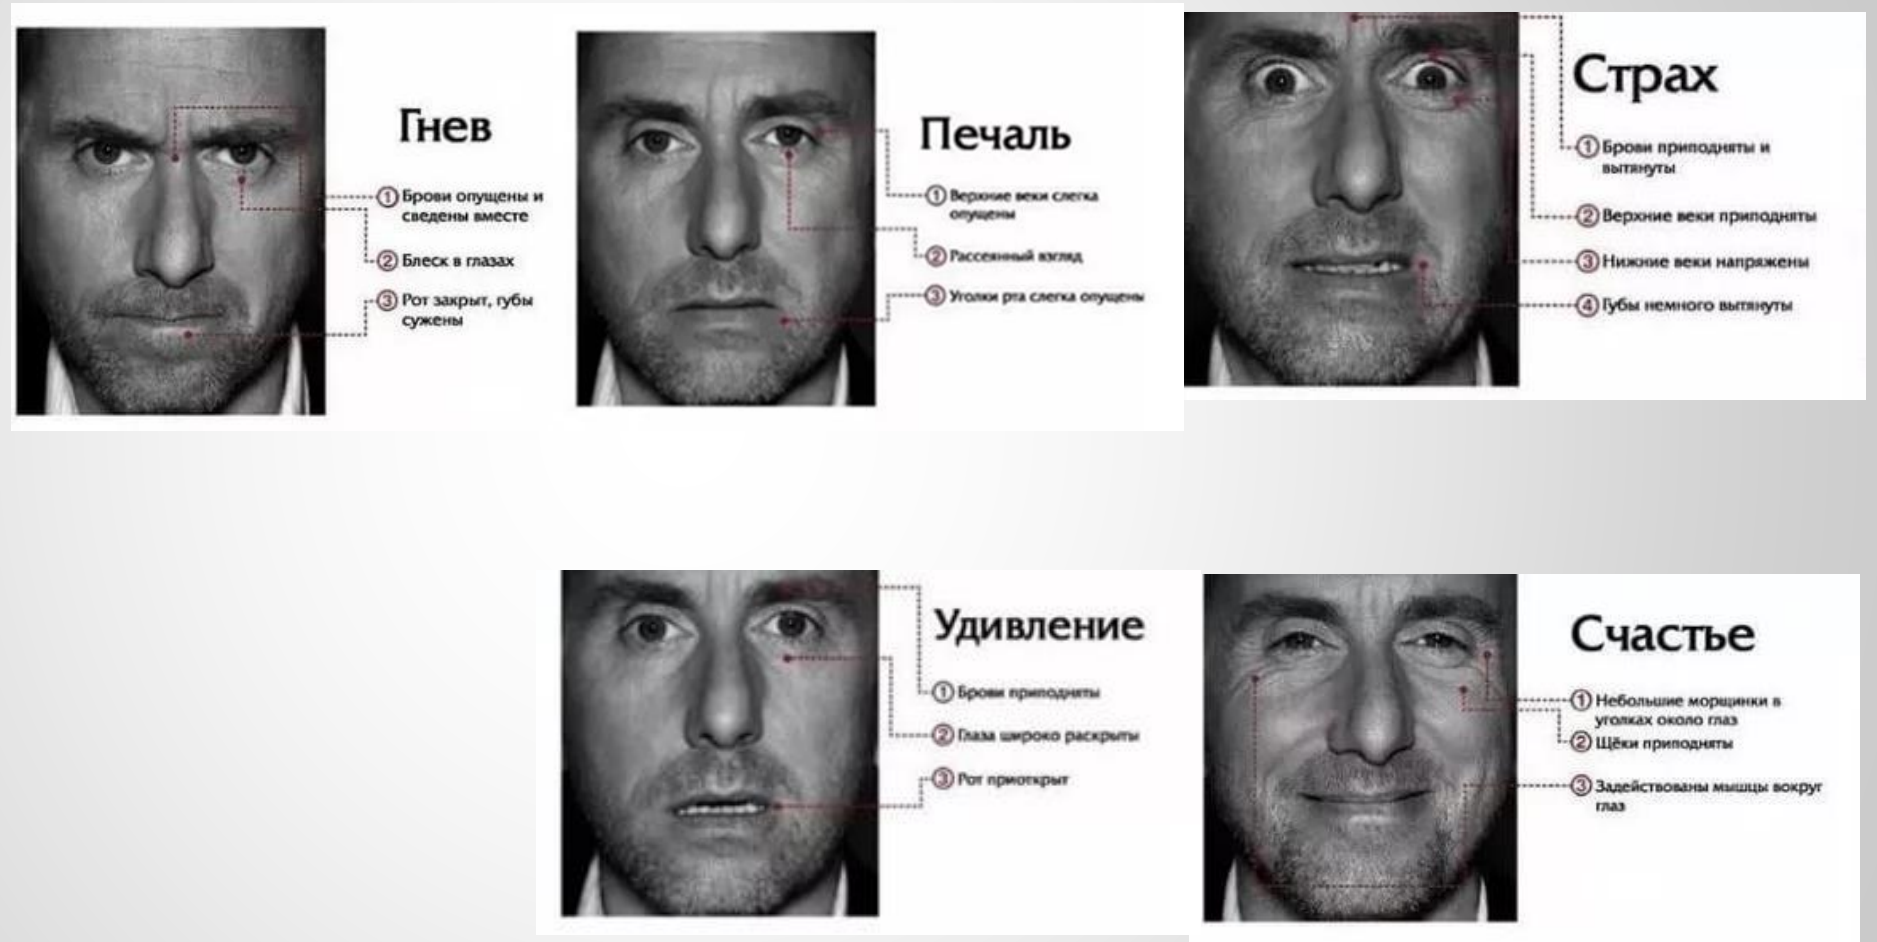 Гнев
① Брови опущены и
сведены вместе
② Блеск в глазах
③ Рот закрыт, губы
сужены
Печаль
① Верхние веки слегка
опущены
② Рассеянный взгляд
③ Уголки рта слегка опущены
Страх
① Брови приподняты и
вытянуты
② Верхние веки приподняты
③ Нижние веки напряжены
④ Губы немного вытянуты
Удивление
① Брови приподняты
② Глаза широко раскрыты
③ Рот приоткрыт
Счастье
① Небольшие морщинки в
уголках около глаз
② Щёки приподняты
③ Задействованы мышцы вокруг
глаз